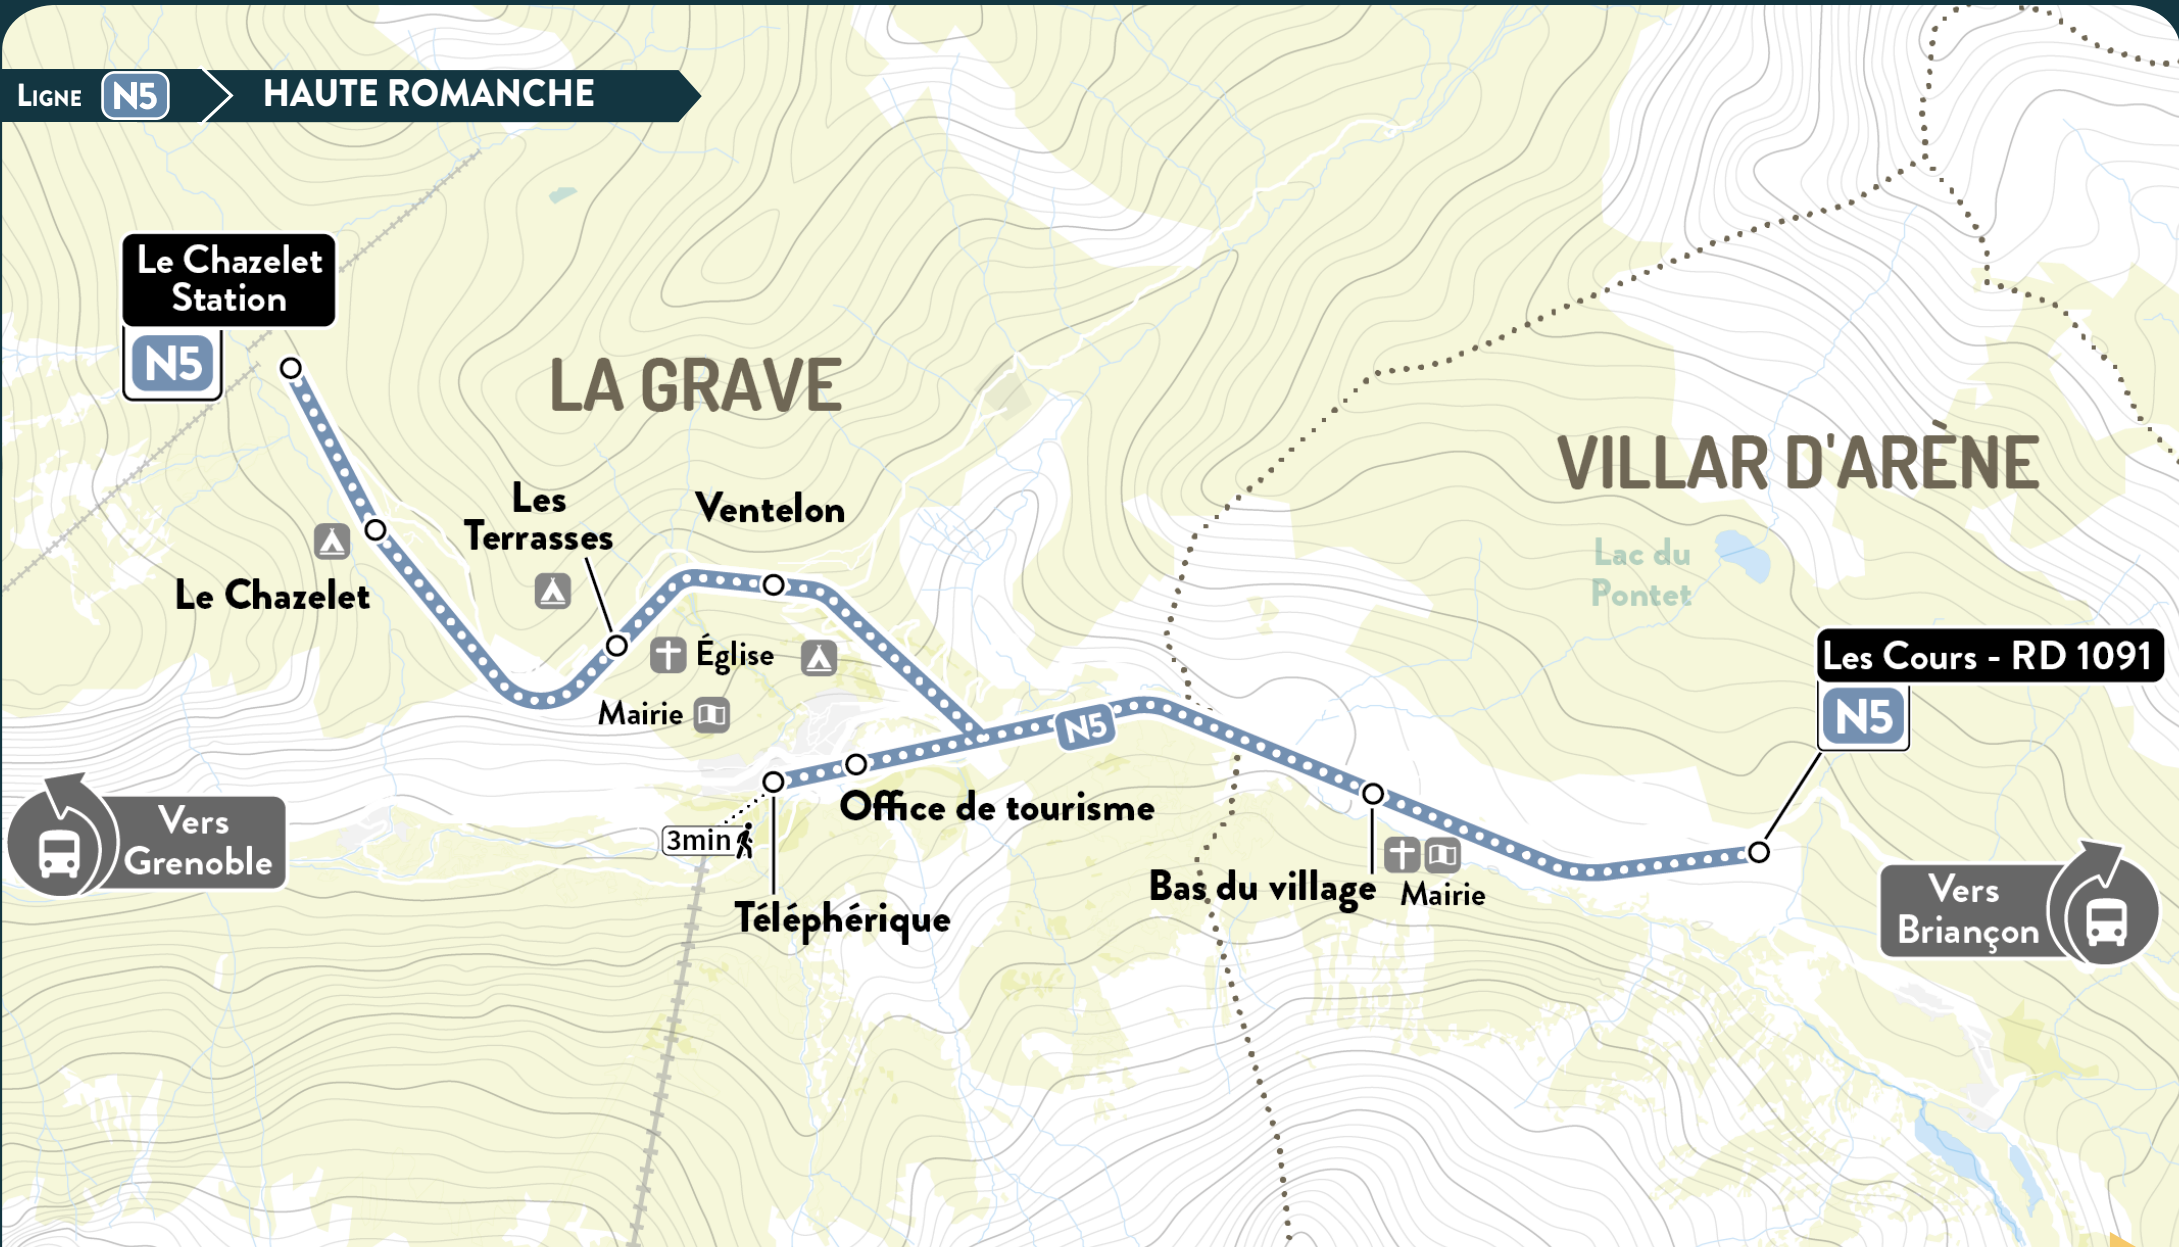 LIGNE N5 HAUTE ROMANCHE
Le Chazelet
Station
N5
LA GRAVE
VILLAR D'ARÈNE
Les
Terrasses
Ventelon
Le Chazelet
Lac du
Pontet
Église
Mairie
Les Cours - RD 1091
N5
N5
Office de tourisme
3min
Téléphérique
Vers
Grenoble
Bas du village
Mairie
Vers
Briançon